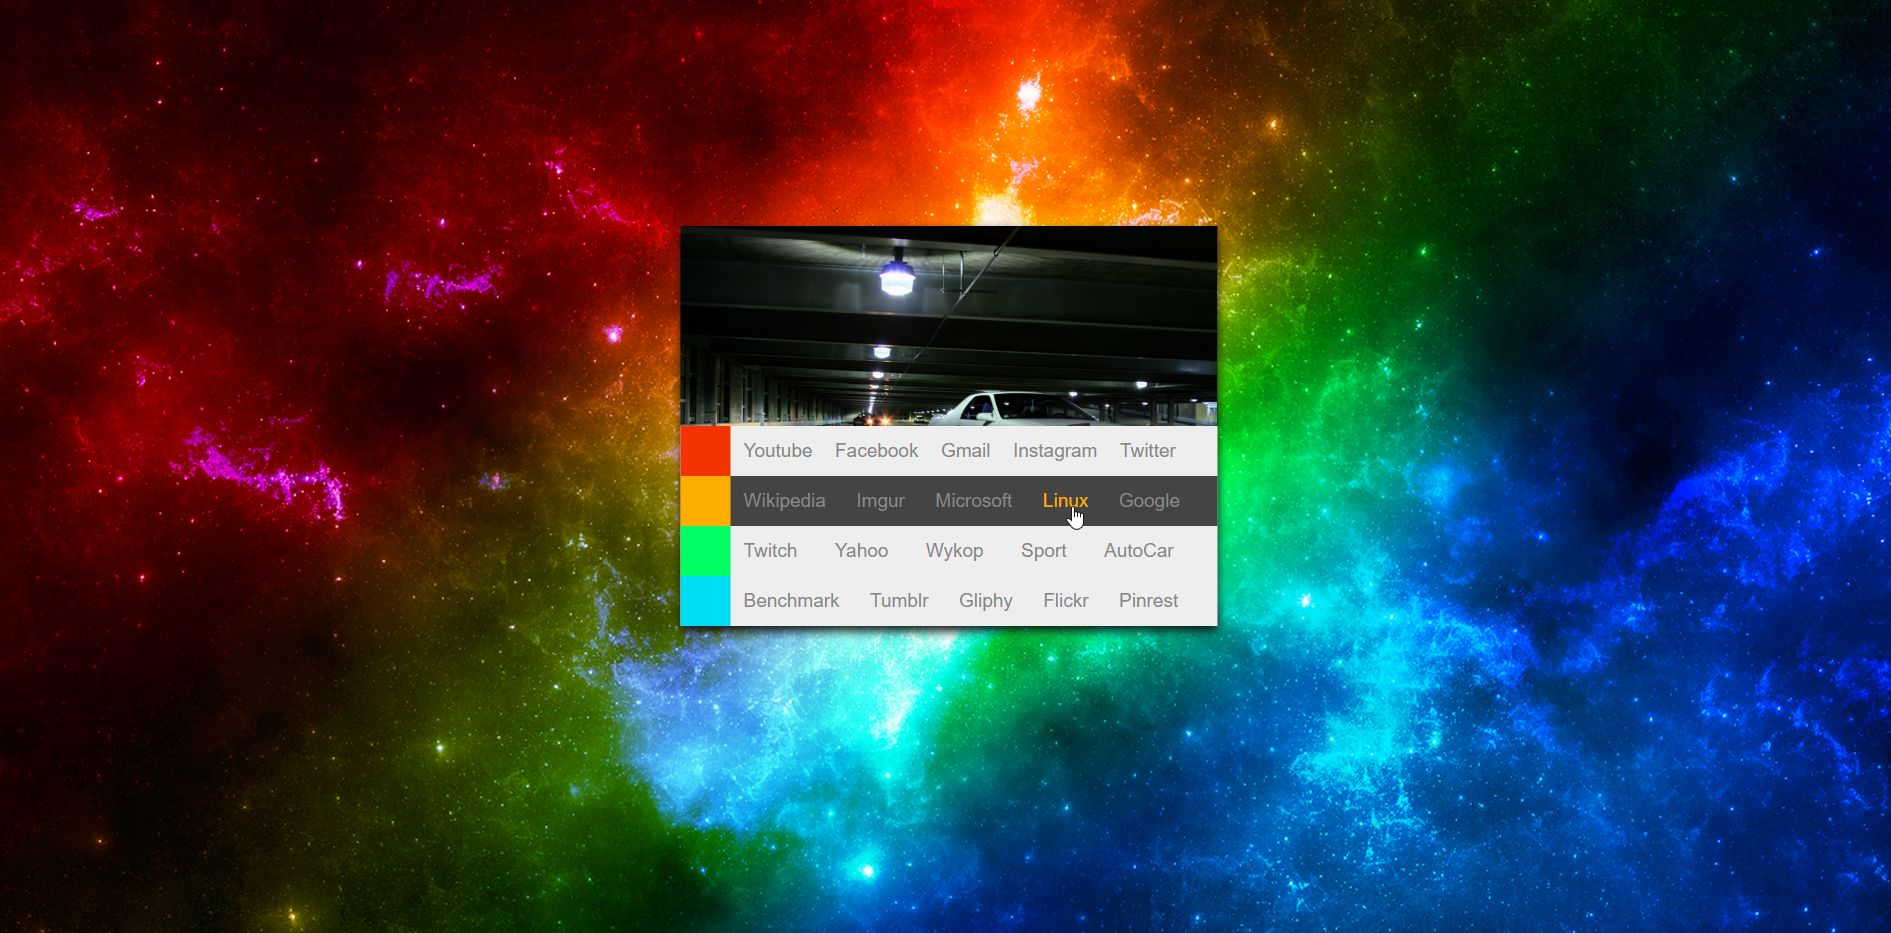 Youtube Facebook Gmail Instagram Twitter
Wikipedia Imgur Microsoft Linux Google
Twitch Yahoo Wykop Sport AutoCar
Benchmark Tumblr Gliphy Flickr Pinrest